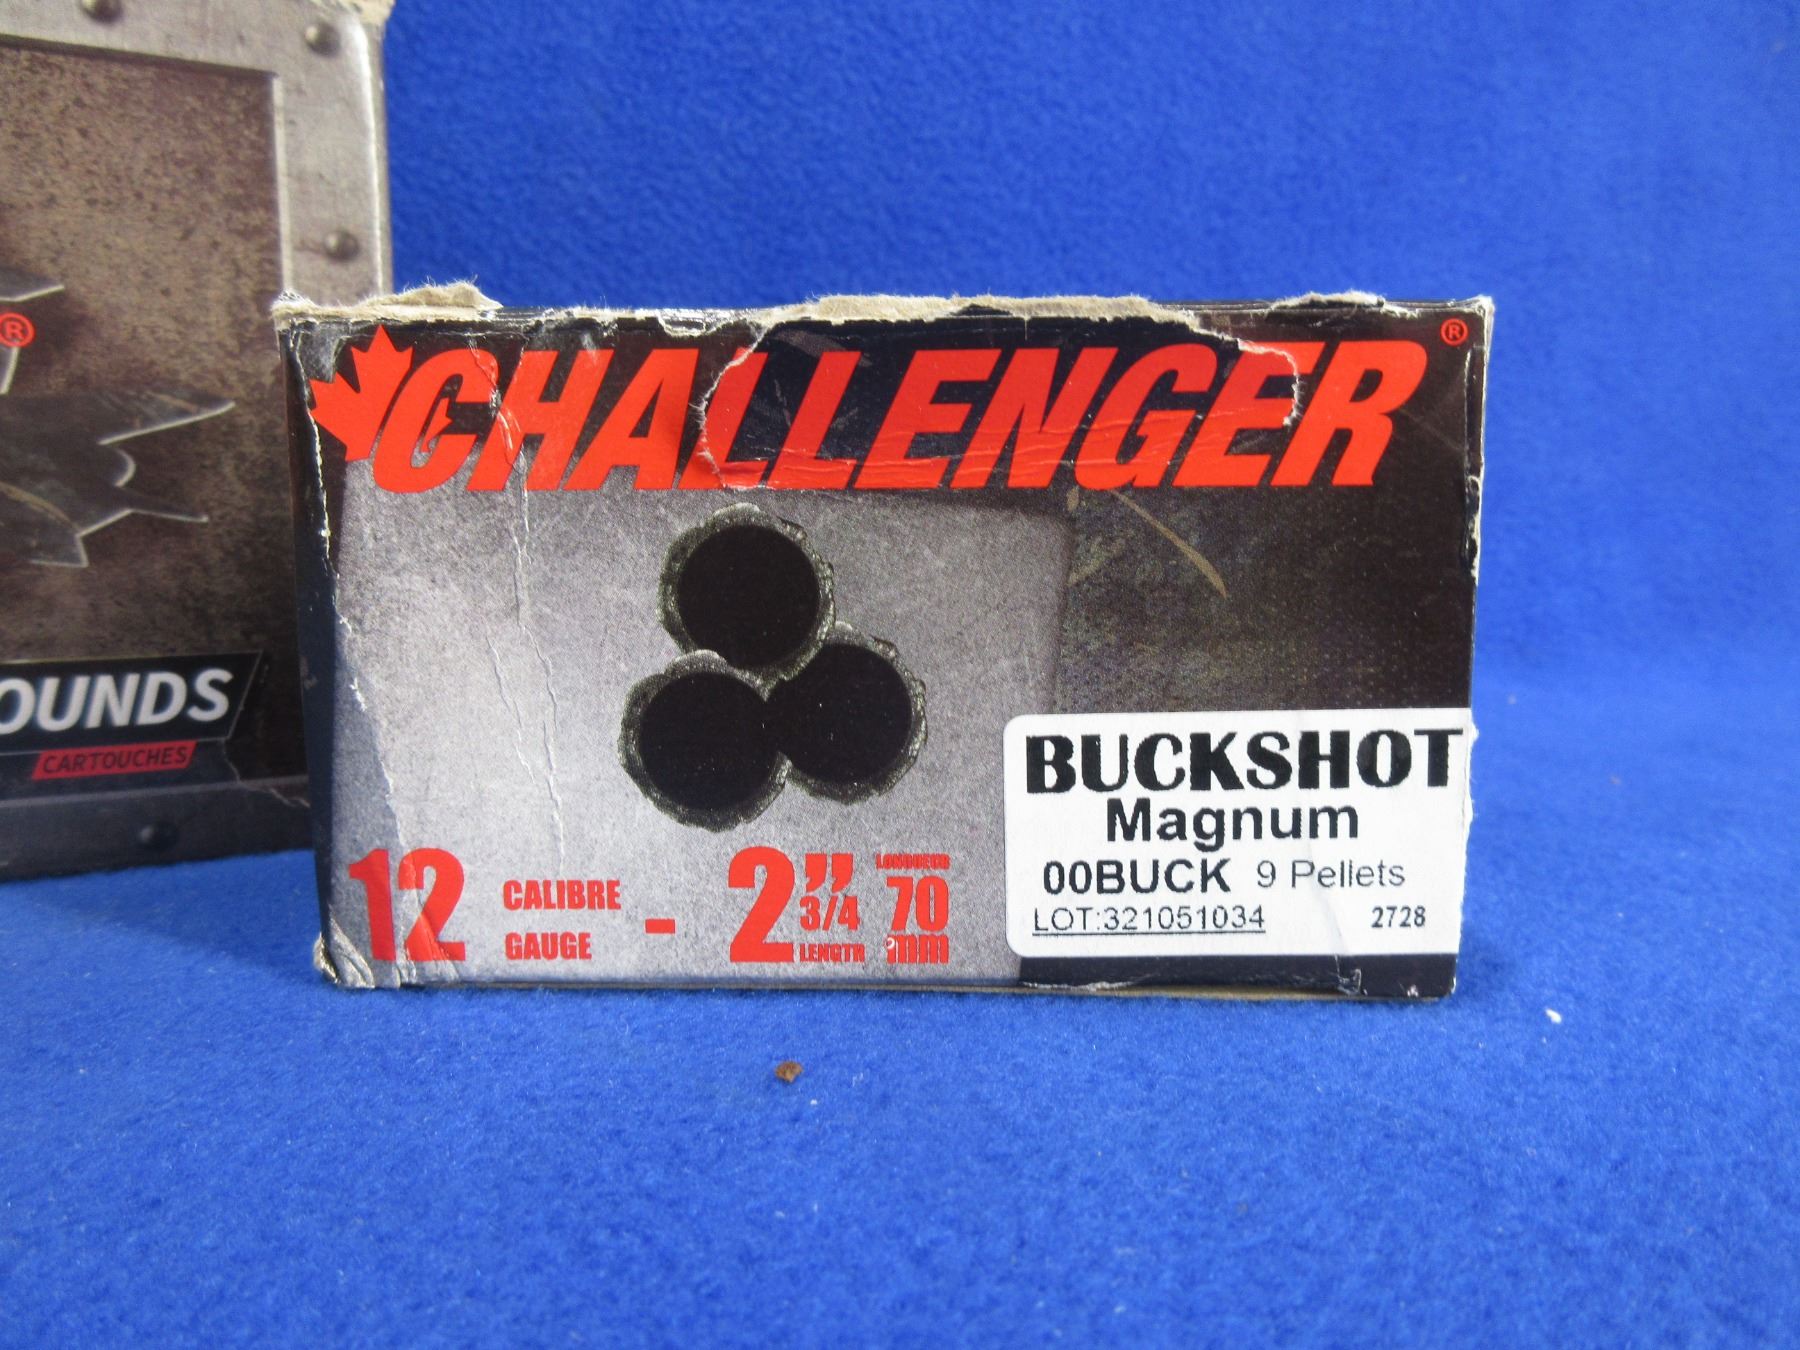 ®
OUNDS
CARTOUCHES
CHALLENGER®
12 CALIBRE GAUGE - 2" 3/4 LENGTH LONGUEUR 70 mm
BUCKSHOT
Magnum
00BUCK 9 Pellets
LOT:321051034 2728